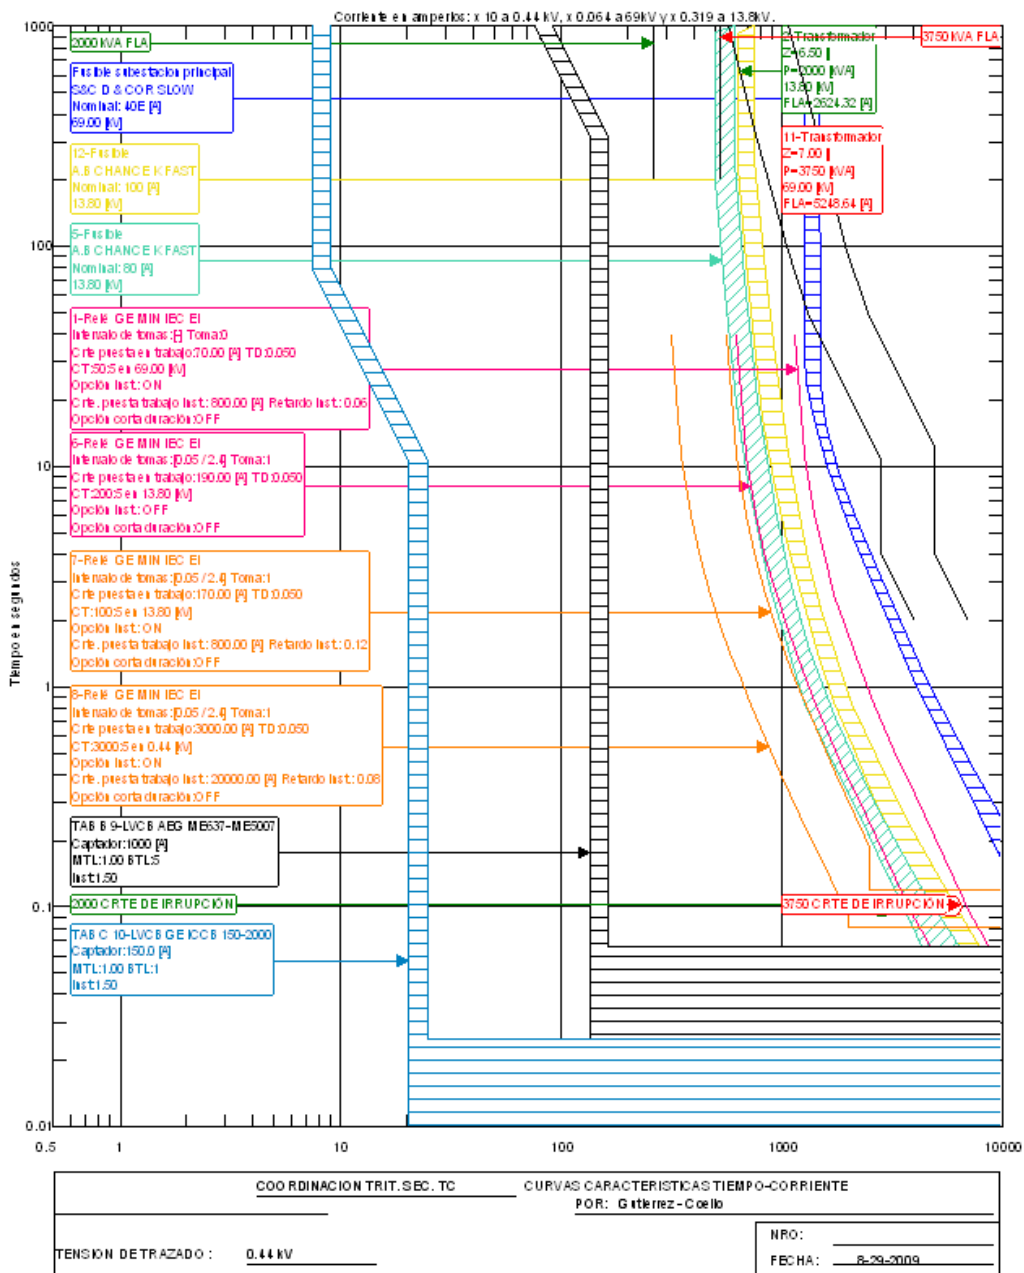 Corriente en amperios: x 10 a 0.44 kV, x 0.064 a 69kV y x 0.319 a 13.8kV.
1000
2000 kVA FLA
3750 kVA FLA
2-Transformador
Z=6.50 []
P=2000 [kVA]
13.80 [kV]
FLA=2624.32 [A]
Fusible subestacion principal
S&C D & COR SLOW
Nominal: 40E [A]
69.00 [kV]
11-Transformador
Z=7.00 []
P=3750 [kVA]
69.00 [kV]
FLA=5248.64 [A]
12-Fusible
A.B CHANCE K FAST
Nominal: 100 [A]
13.80 [kV]
5-Fusible
A.B CHANCE K FAST
Nominal: 80 [A]
13.80 [kV]
100
1-Relé GE MIN IEC EI
Intervalo de tomas:[-] Toma:0
Crte puesta en trabajo:70.00 [A] TD:0.050
CT:50:5 en 69.00 [kV]
Opción Inst.: ON
Crte. puesta trabajo Inst.: 800.00 [A] Retardo Inst.:0.06
Opción corta duración:OFF
6-Relé GE MIN IEC EI
Intervalo de tomas:[0.05 / 2.4] Toma:1
Crte puesta en trabajo:190.00 [A] TD:0.050
CT:200:5 en 13.80 [kV]
Opción Inst.: OFF
Opción corta duración:OFF
10
7-Relé GE MIN IEC EI
Intervalo de tomas:[0.05 / 2.4] Toma:1
Crte puesta en trabajo:170.00 [A] TD:0.050
CT:100:5 en 13.80 [kV]
Opción Inst.: ON
Crte. puesta trabajo Inst.: 800.00 [A] Retardo Inst.:0.12
Opción corta duración:OFF
Tiempo en segundos
1
8-Relé GE MIN IEC EI
Intervalo de tomas:[0.05 / 2.4] Toma:1
Crte puesta en trabajo:3000.00 [A] TD:0.050
CT:3000:5 en 0.44 [kV]
Opción Inst.: ON
Crte. puesta trabajo Inst.: 20000.00 [A] Retardo Inst.:0.08
Opción corta duración:OFF
TAB B 9-LVCB AEG ME637-ME5007
Captador:1000 [A]
MTL:1.00 BTL:5
Inst:1.50
2000 CRTE DE IRRUPCIÓN
3750 CRTE DE IRRUPCIÓN
0.1
TAB C 10-LVCB GE ICCB 150-2000
Captador:150.0 [A]
MTL:1.00 BTL:1
Inst:1.50
0.01
0.5 1 10 100 1000 10000
COORDINACION TRIT. SEC. TC
CURVAS CARACTERISTICAS TIEMPO-CORRIENTE
POR: Gutierrez - Coello
TENSION DE TRAZADO : 0.44 kV
NRO:
FECHA: 8-29-2009